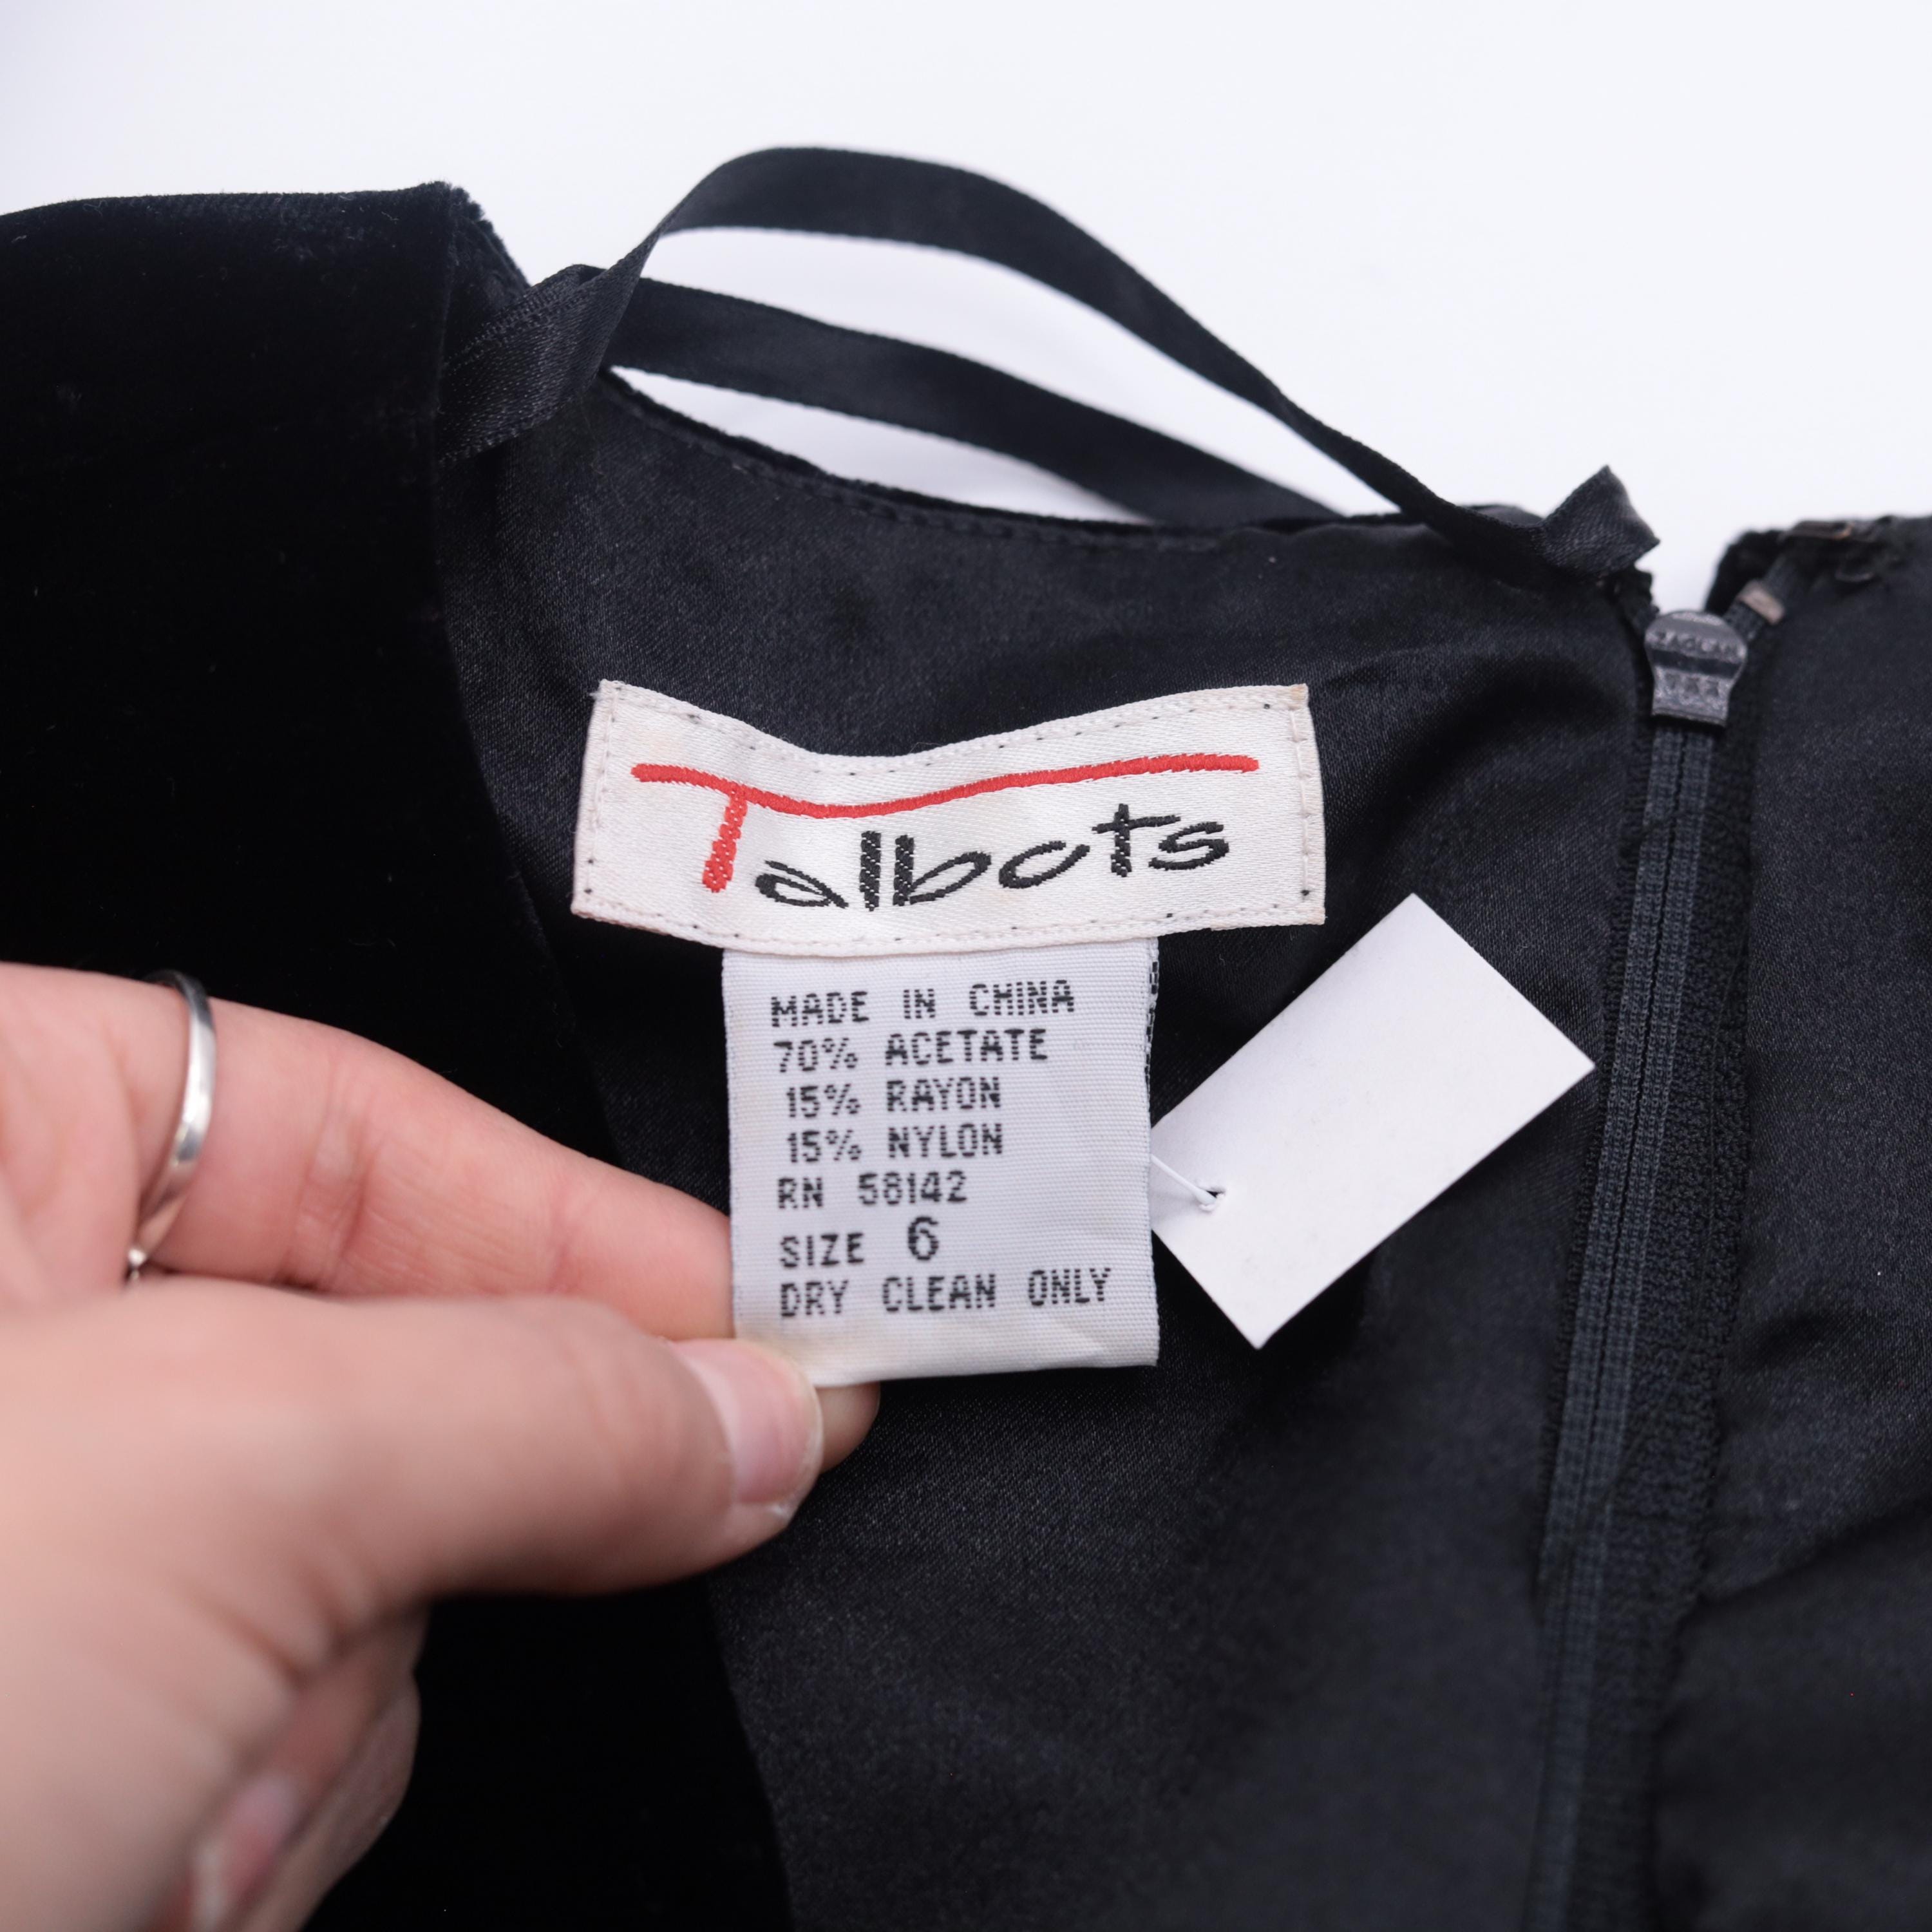 Talbots
MADE IN CHINA
70% ACETATE
15% RAYON
15% NYLON
RN 58142
SIZE 6
DRY CLEAN ONLY